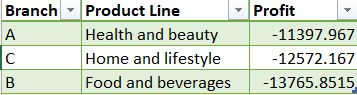 Branch Product Line Profit
A Health and beauty -11397.967
C Home and lifestyle -12572.167
B Food and beverages -13765.8515